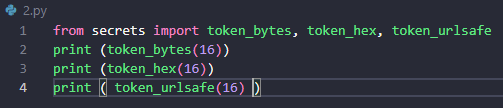 2.py
1 from secrets import token_bytes, token_hex, token_urlsafe
2 print (token_bytes(16))
3 print (token_hex(16))
4 print ( token_urlsafe(16) )